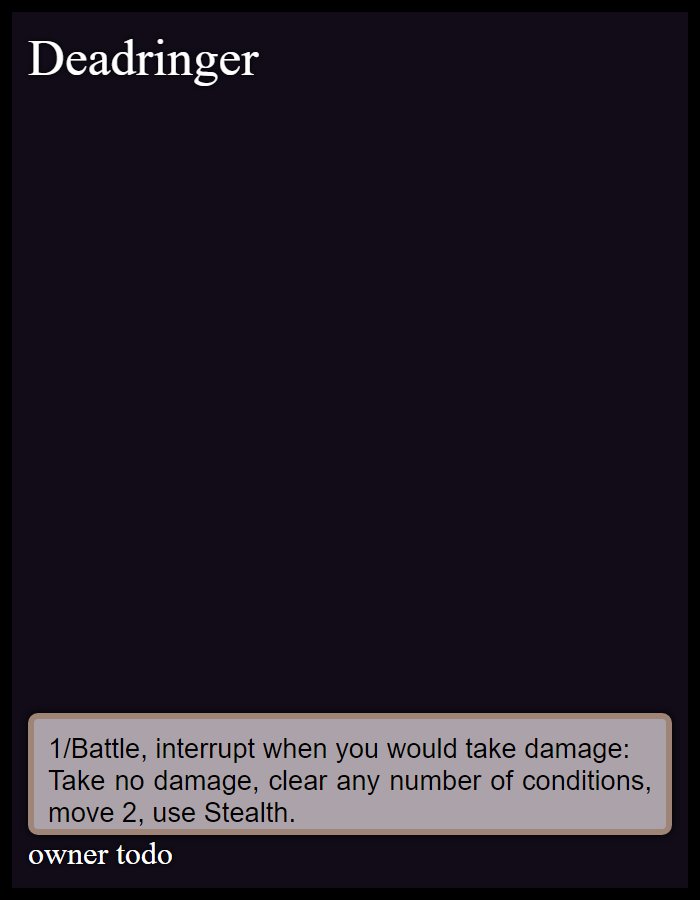 Deadringer
1/Battle, interrupt when you would take damage:
Take no damage, clear any number of conditions,
move 2, use Stealth.
owner todo